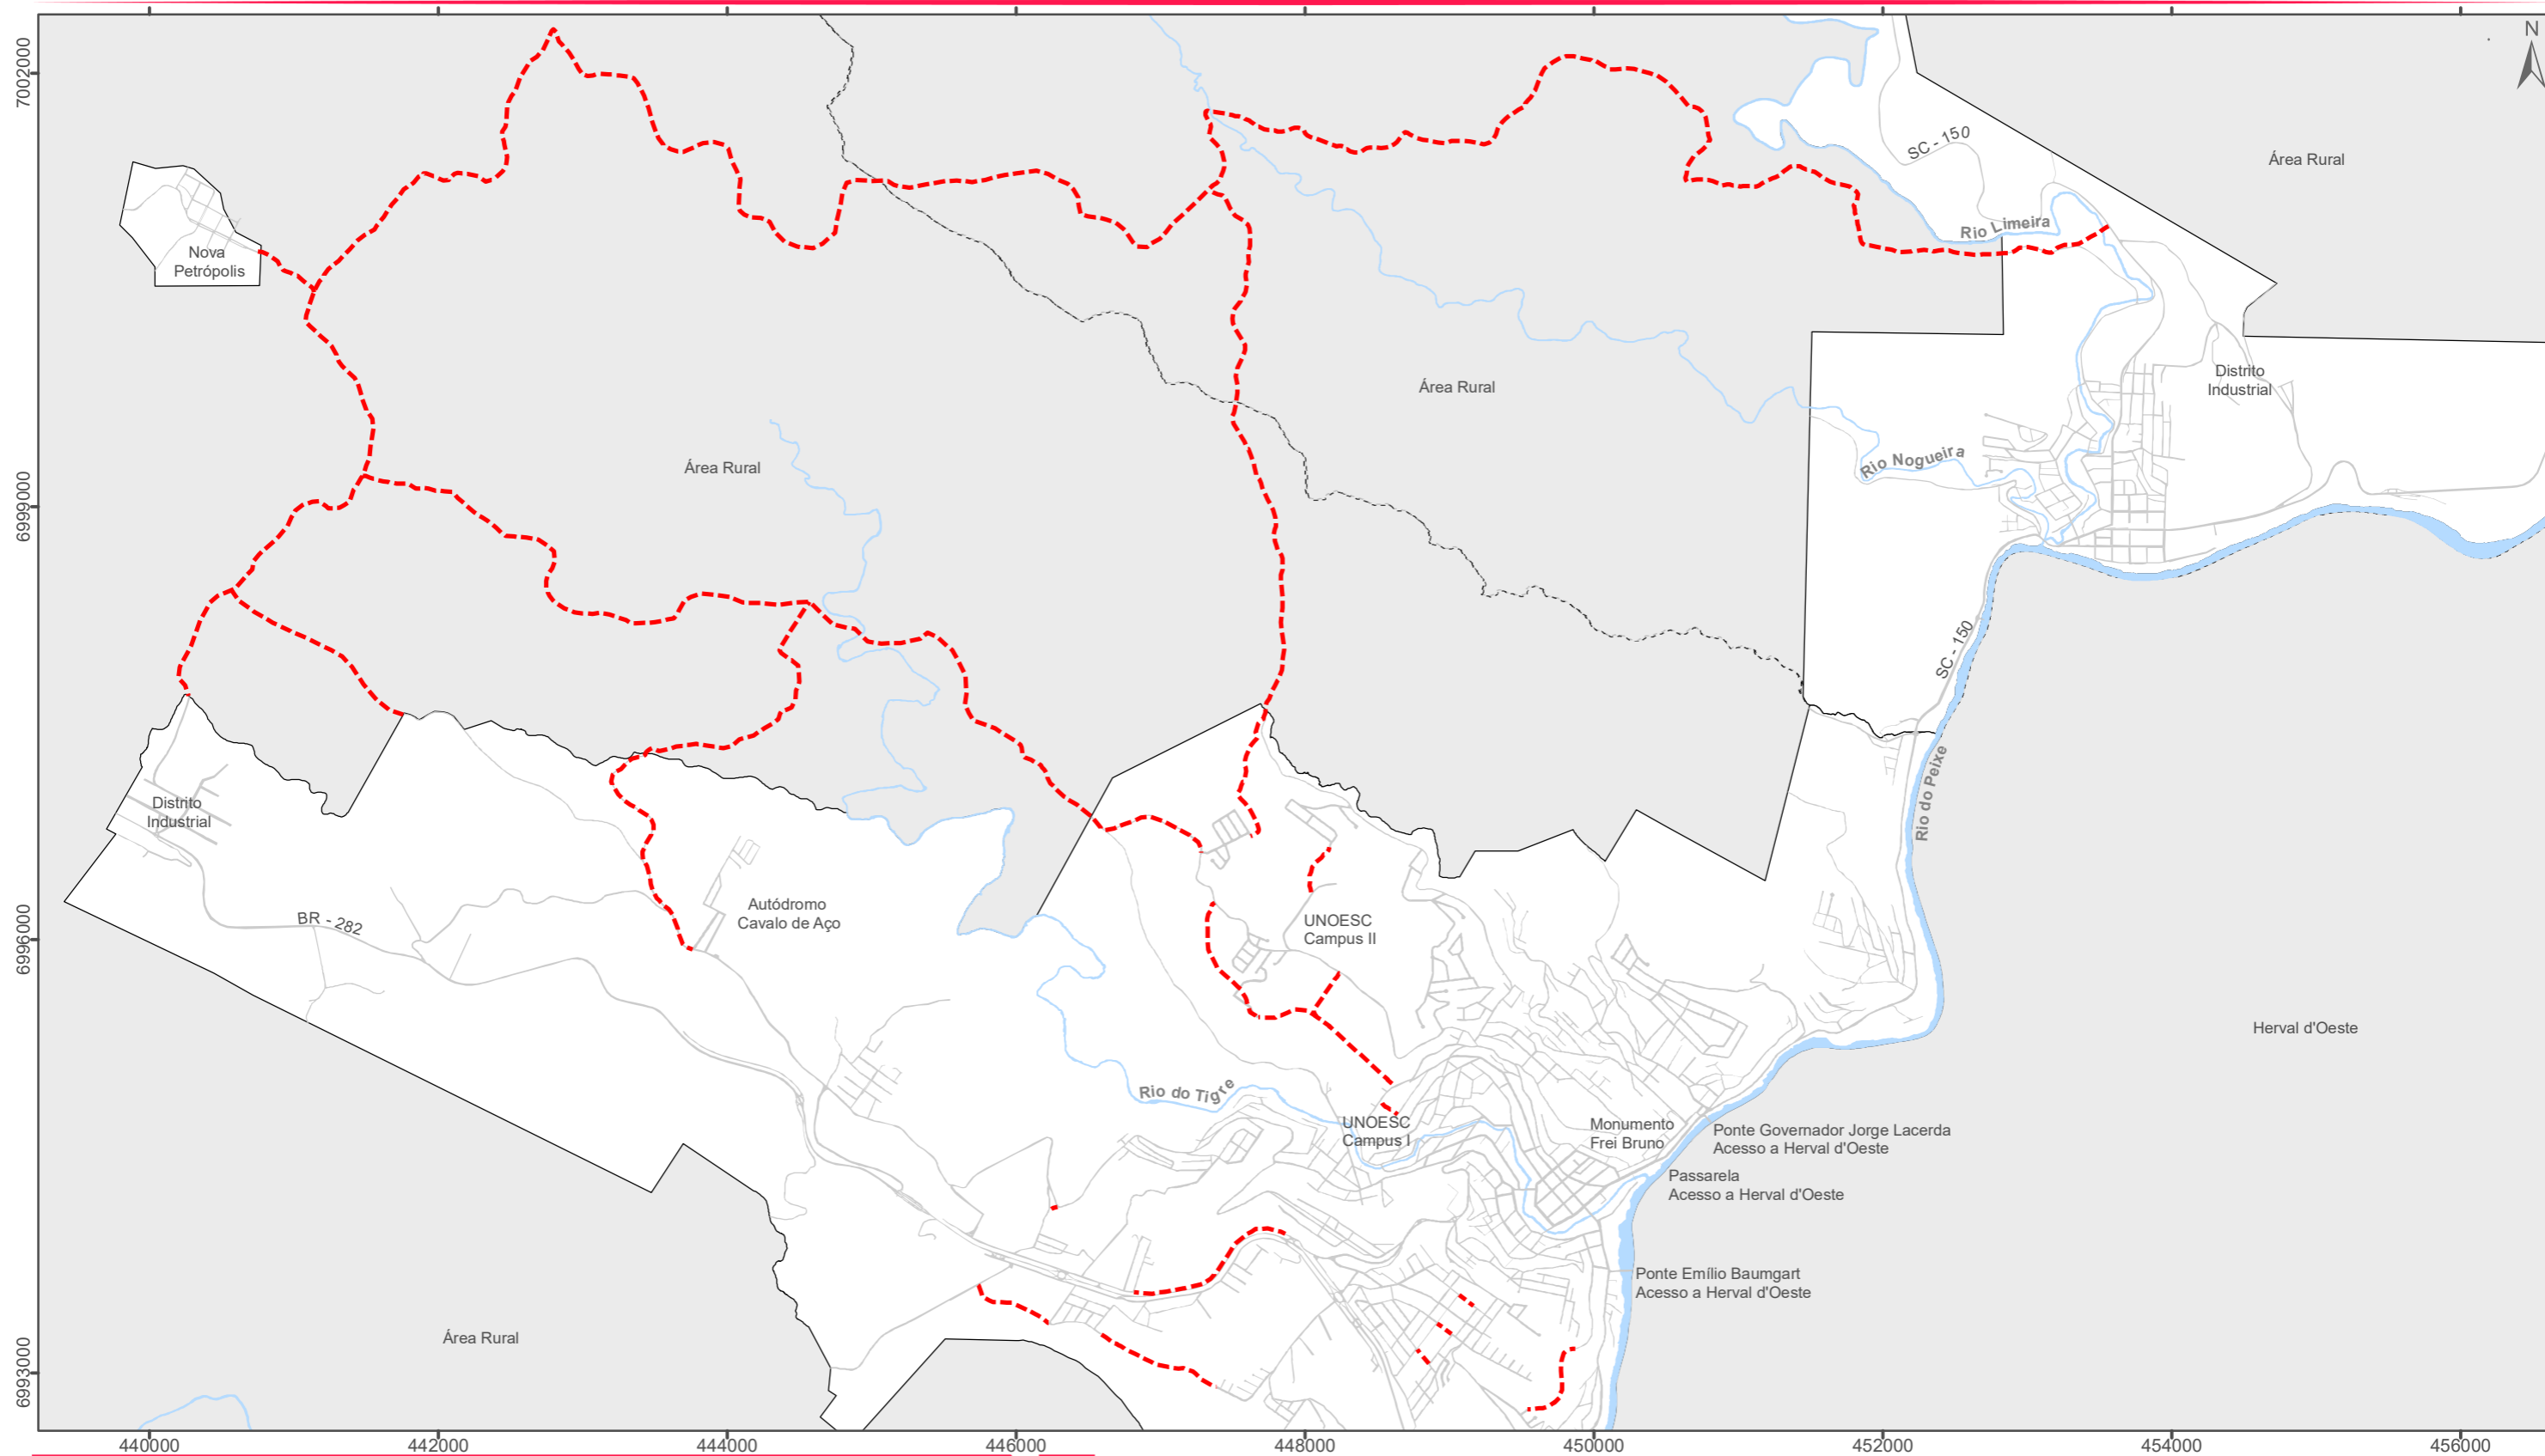 N
7002000
6999000
6996000
6993000
SC - 150
Área Rural
Rio Limeira
Nova
Petrópolis
Distrito
Industrial
Área Rural
Área Rural
Rio Nogueira
SC - 150
Rio do Peixe
Distrito
Industrial
BR - 282
Autódromo
Cavalo de Aço
UNOESC
Campus II
Herval d'Oeste
Rio do Tigre
UNOESC
Campus I
Monumento
Frei Bruno
Ponte Governador Jorge Lacerda
Acesso a Herval d'Oeste
Passarela
Acesso a Herval d'Oeste
Ponte Emílio Baumgart
Acesso a Herval d'Oeste
Área Rural
440000
442000
444000
446000
448000
450000
452000
454000
456000